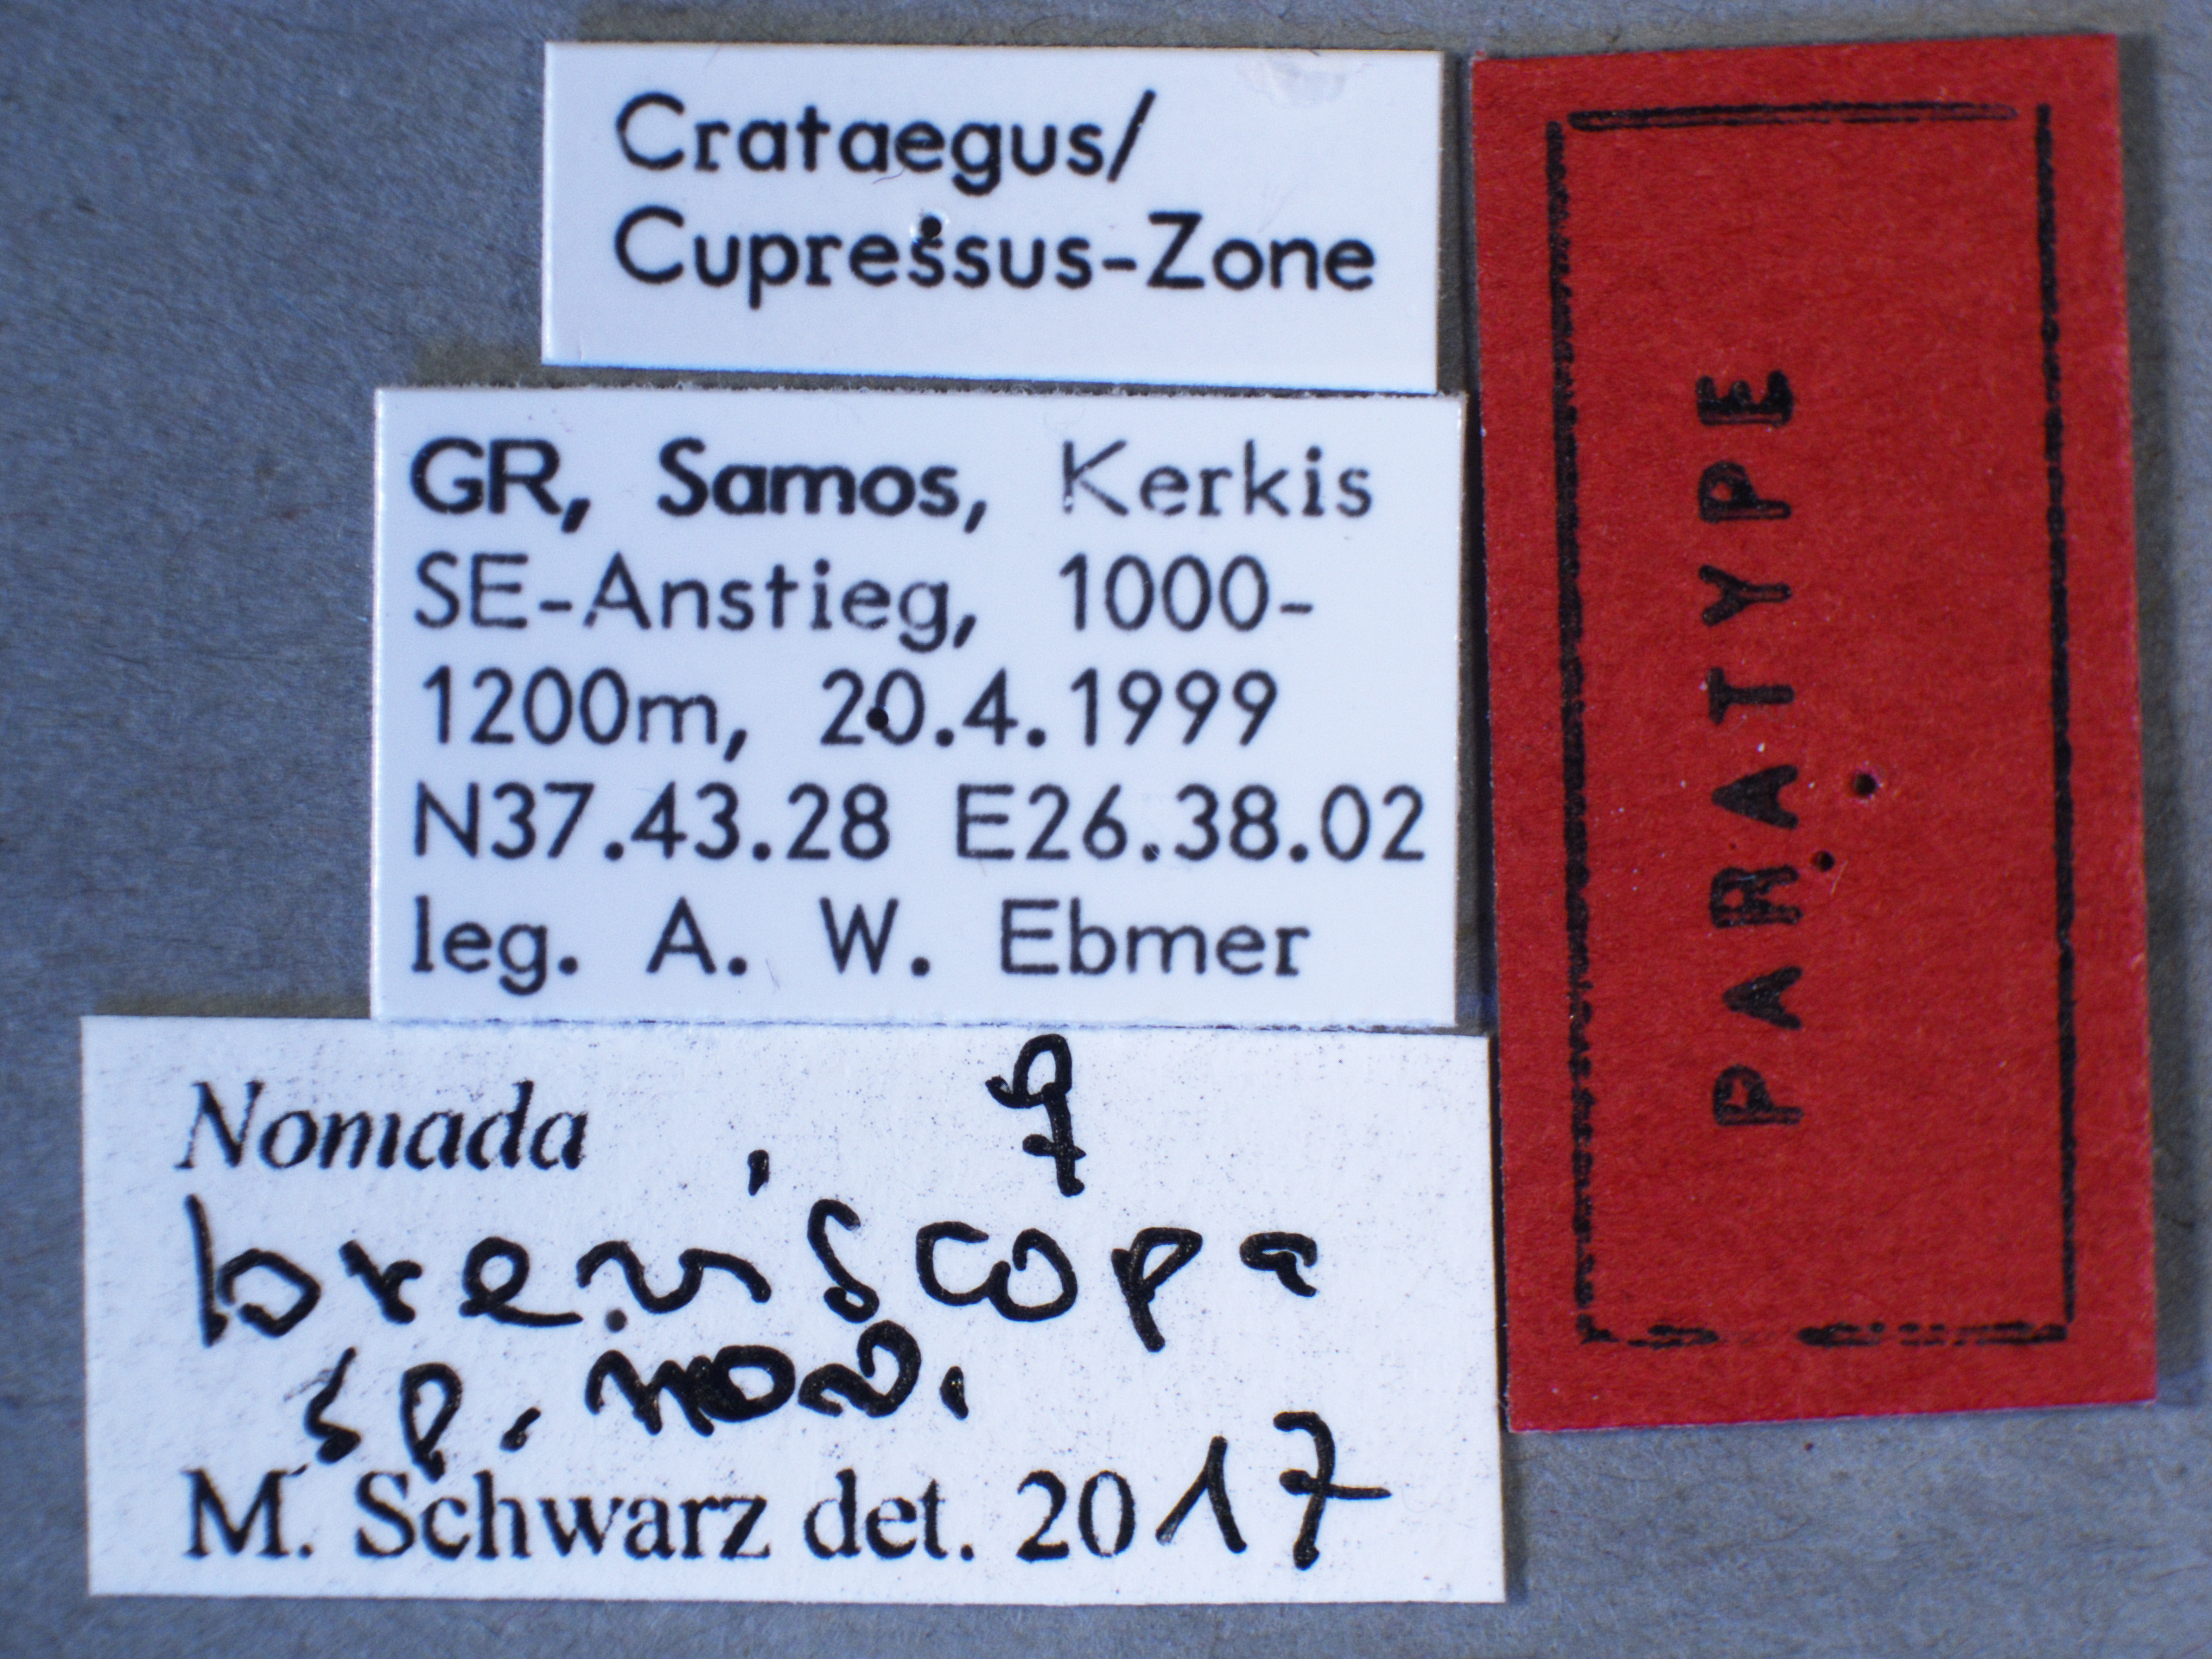 Crataegus/
Cupressus-Zone
GR, Samos, Kerkis
SE-Anstieg, 1000-
1200m, 20.4.1999
N37.43.28 E26.38.02
leg. A. W. Ebmer
Nomada ♀
breviscopa
sp. nov.
M. Schwarz det. 2017
PARATYPE